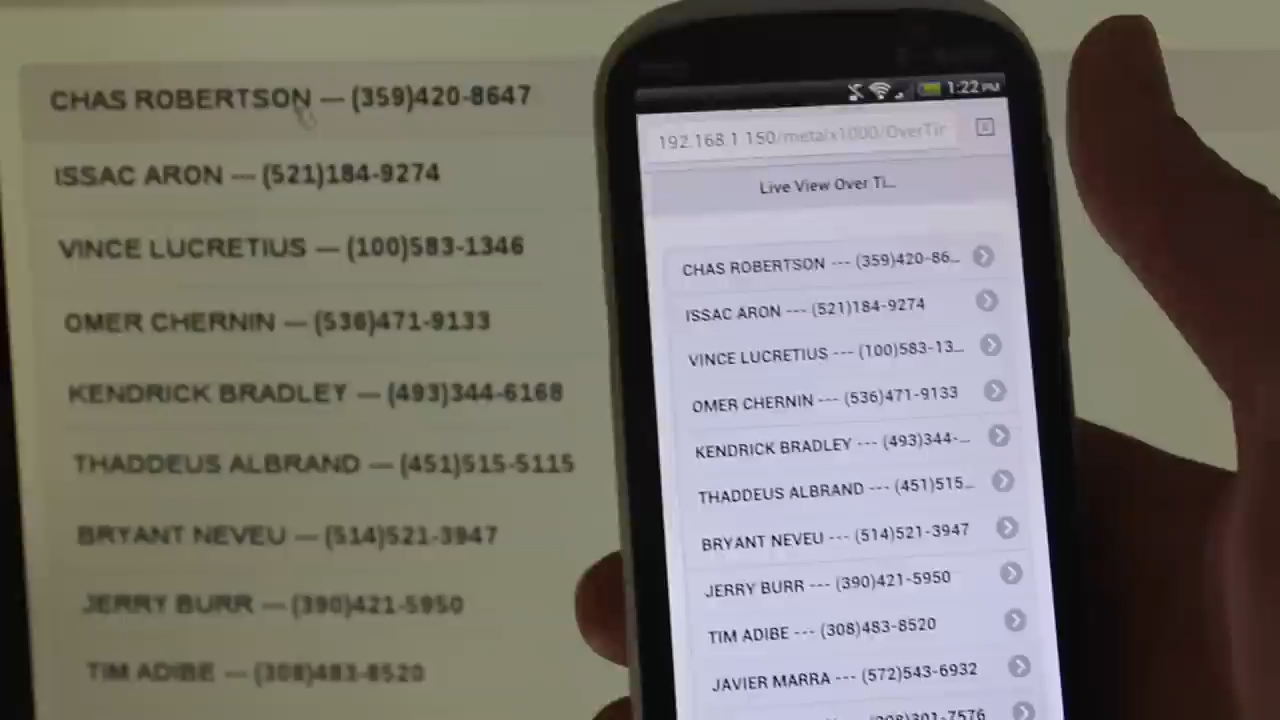 CHAS ROBERTSON — (359)420-8647
ISSAC ARON — (521)184-9274
VINCE LUCRETIUS — (100)583-1346
OMER CHERNIN — (536)471-9133
KENDRICK BRADLEY — (493)344-6168
THADDEUS ALBRAND — (451)515-5115
BRYANT NEVEU — (514)521-3947
JERRY BURR — (390)421-5950
TIM ADIBE — (308)483-8520
1:22 PM
192.168.1.150/metalx1000/OverTir
Live View Over Ti...
CHAS ROBERTSON --- (359)420-86...
ISSAC ARON --- (521)184-9274
VINCE LUCRETIUS --- (100)583-13...
OMER CHERNIN --- (536)471-9133
KENDRICK BRADLEY --- (493)344-...
THADDEUS ALBRAND --- (451)515...
BRYANT NEVEU --- (514)521-3947
JERRY BURR --- (390)421-5950
TIM ADIBE --- (308)483-8520
JAVIER MARRA --- (572)543-6932